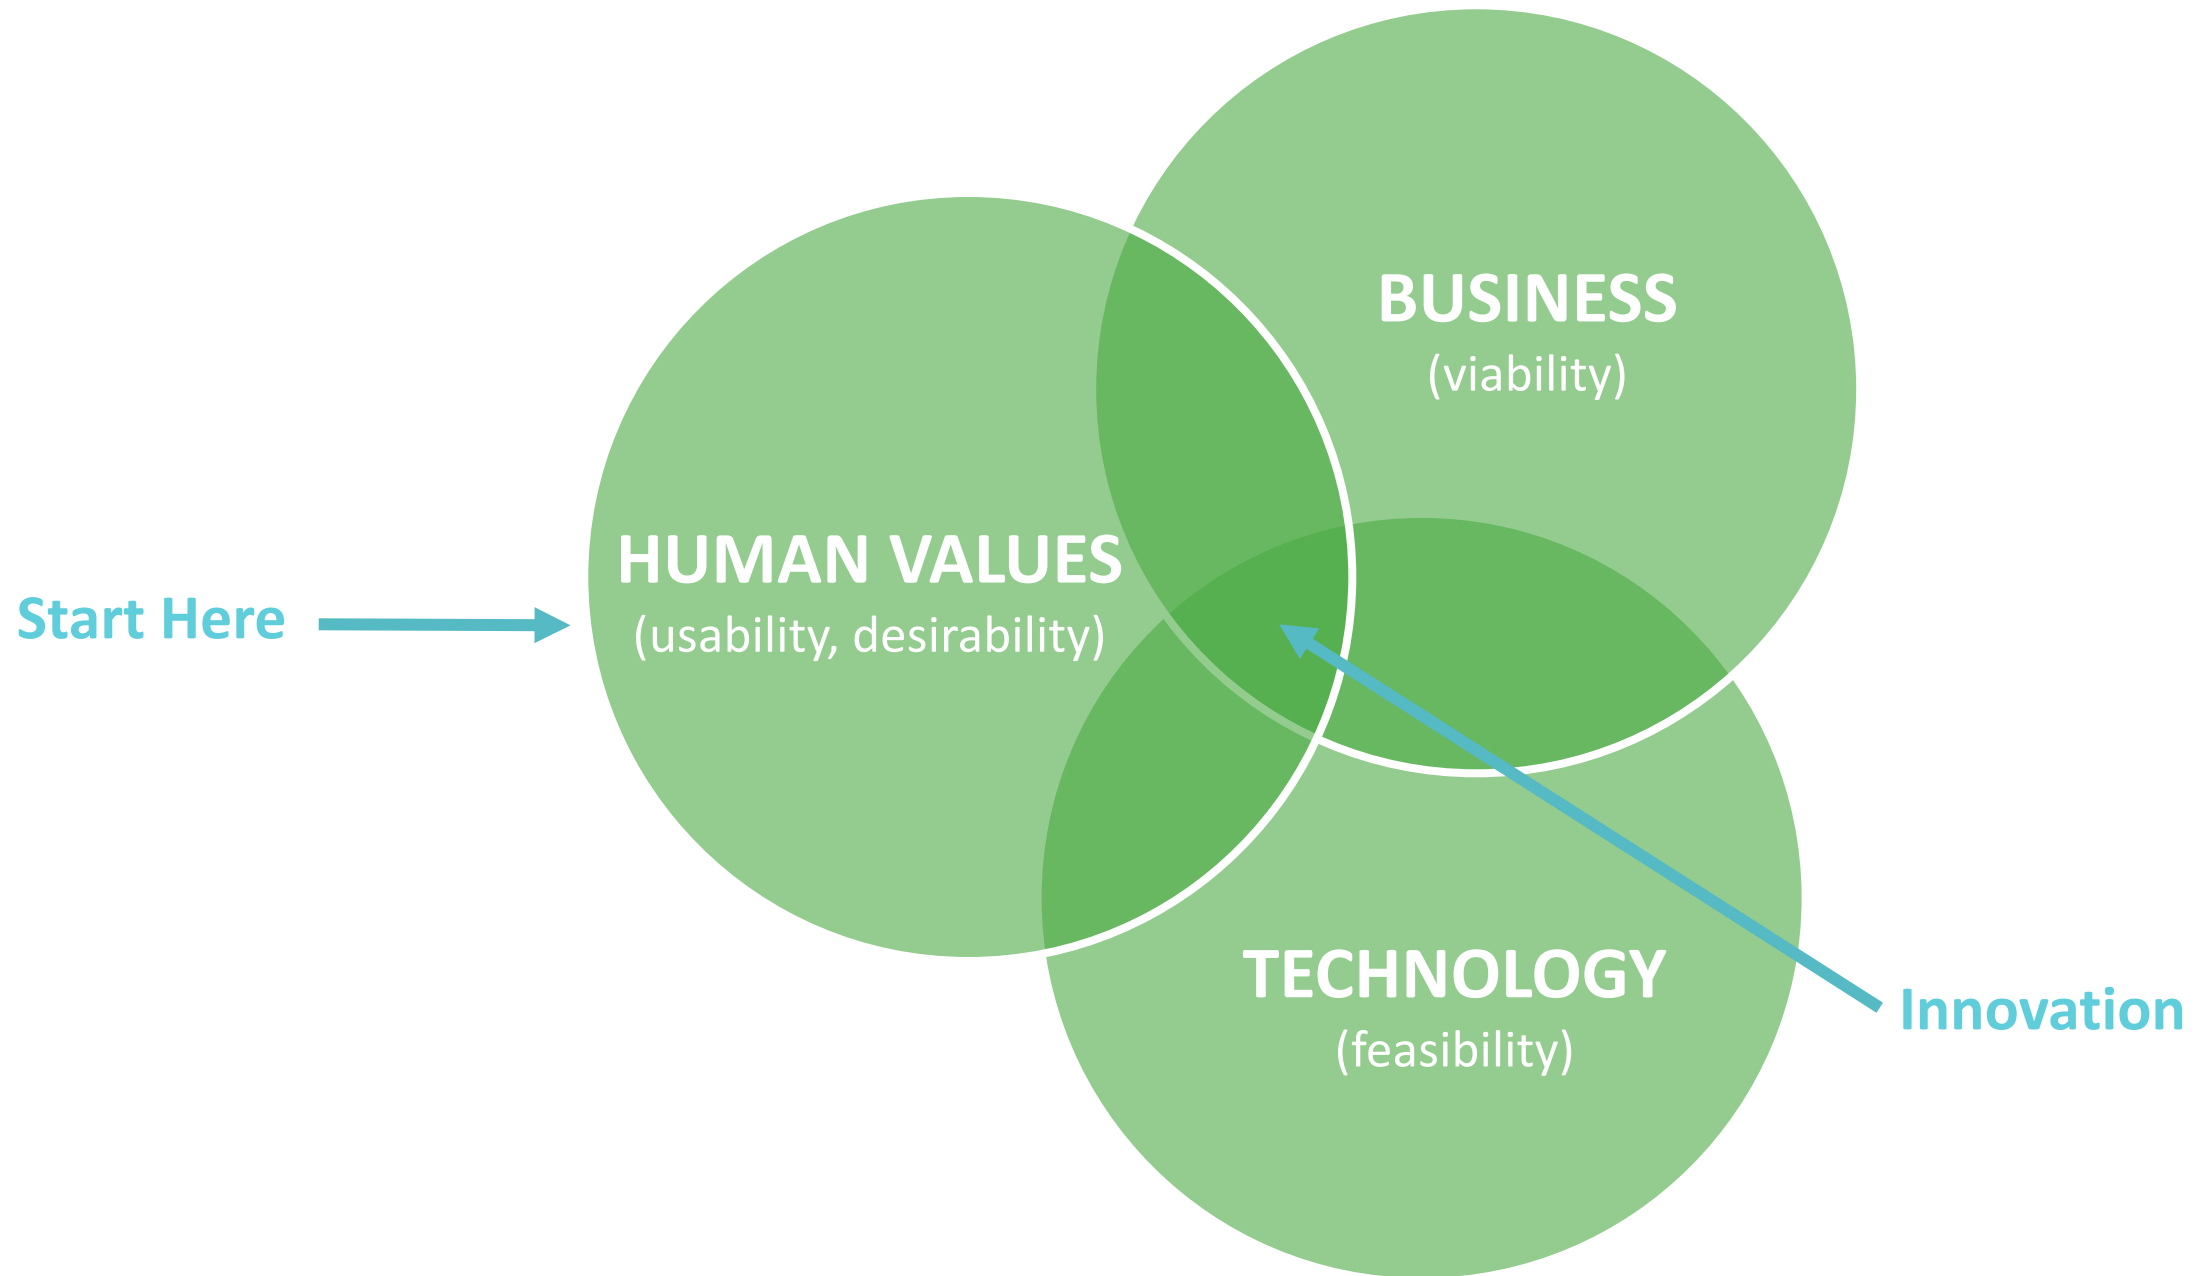 BUSINESS
(viability)
HUMAN VALUES
(usability, desirability)
Start Here
TECHNOLOGY
(feasibility)
Innovation